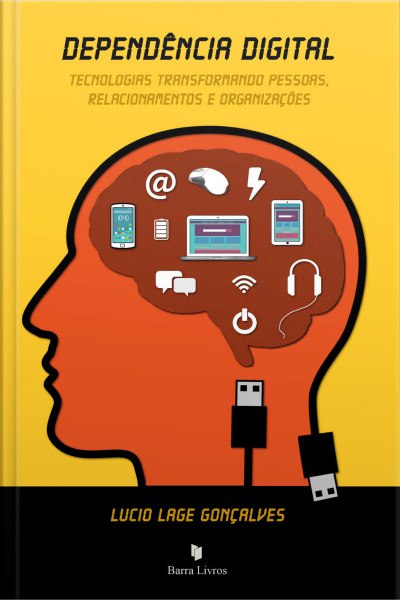 DEPENDÊNCIA DIGITAL
TECNOLOGIAS TRANSFORMANDO PESSOAS,
RELACIONAMENTOS E ORGANIZAÇÕES
@
LUCIO LAGE GONÇALVES
Barra Livros